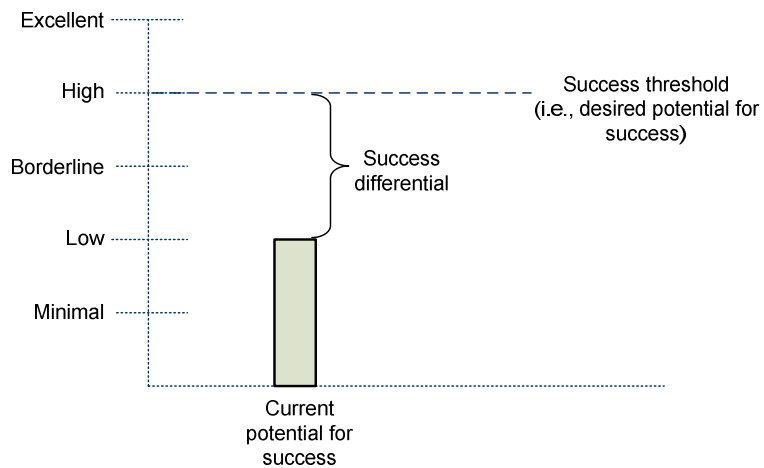 Excellent
High
Success threshold
(i.e., desired potential for
success)
Borderline
Success
differential
Low
Minimal
Current
potential for
success